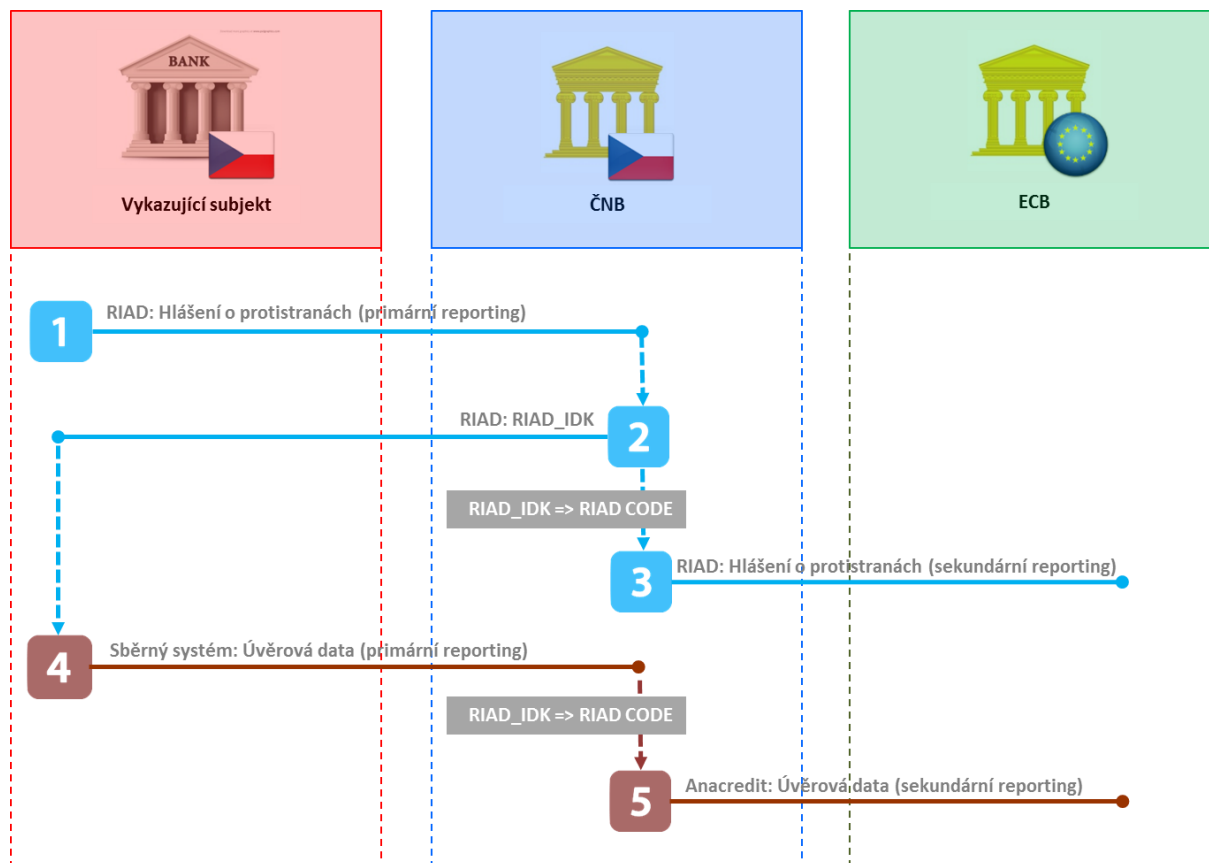 BANK
Vykazující subjekt
ČNB
ECB
1
RIAD: Hlášení o protistranách (primární reporting)
RIAD: RIAD_IDK
2
RIAD_IDK => RIAD CODE
3
RIAD: Hlášení o protistranách (sekundární reporting)
4
Sběrný systém: Úvěrová data (primární reporting)
RIAD_IDK => RIAD CODE
5
Anacredit: Úvěrová data (sekundární reporting)